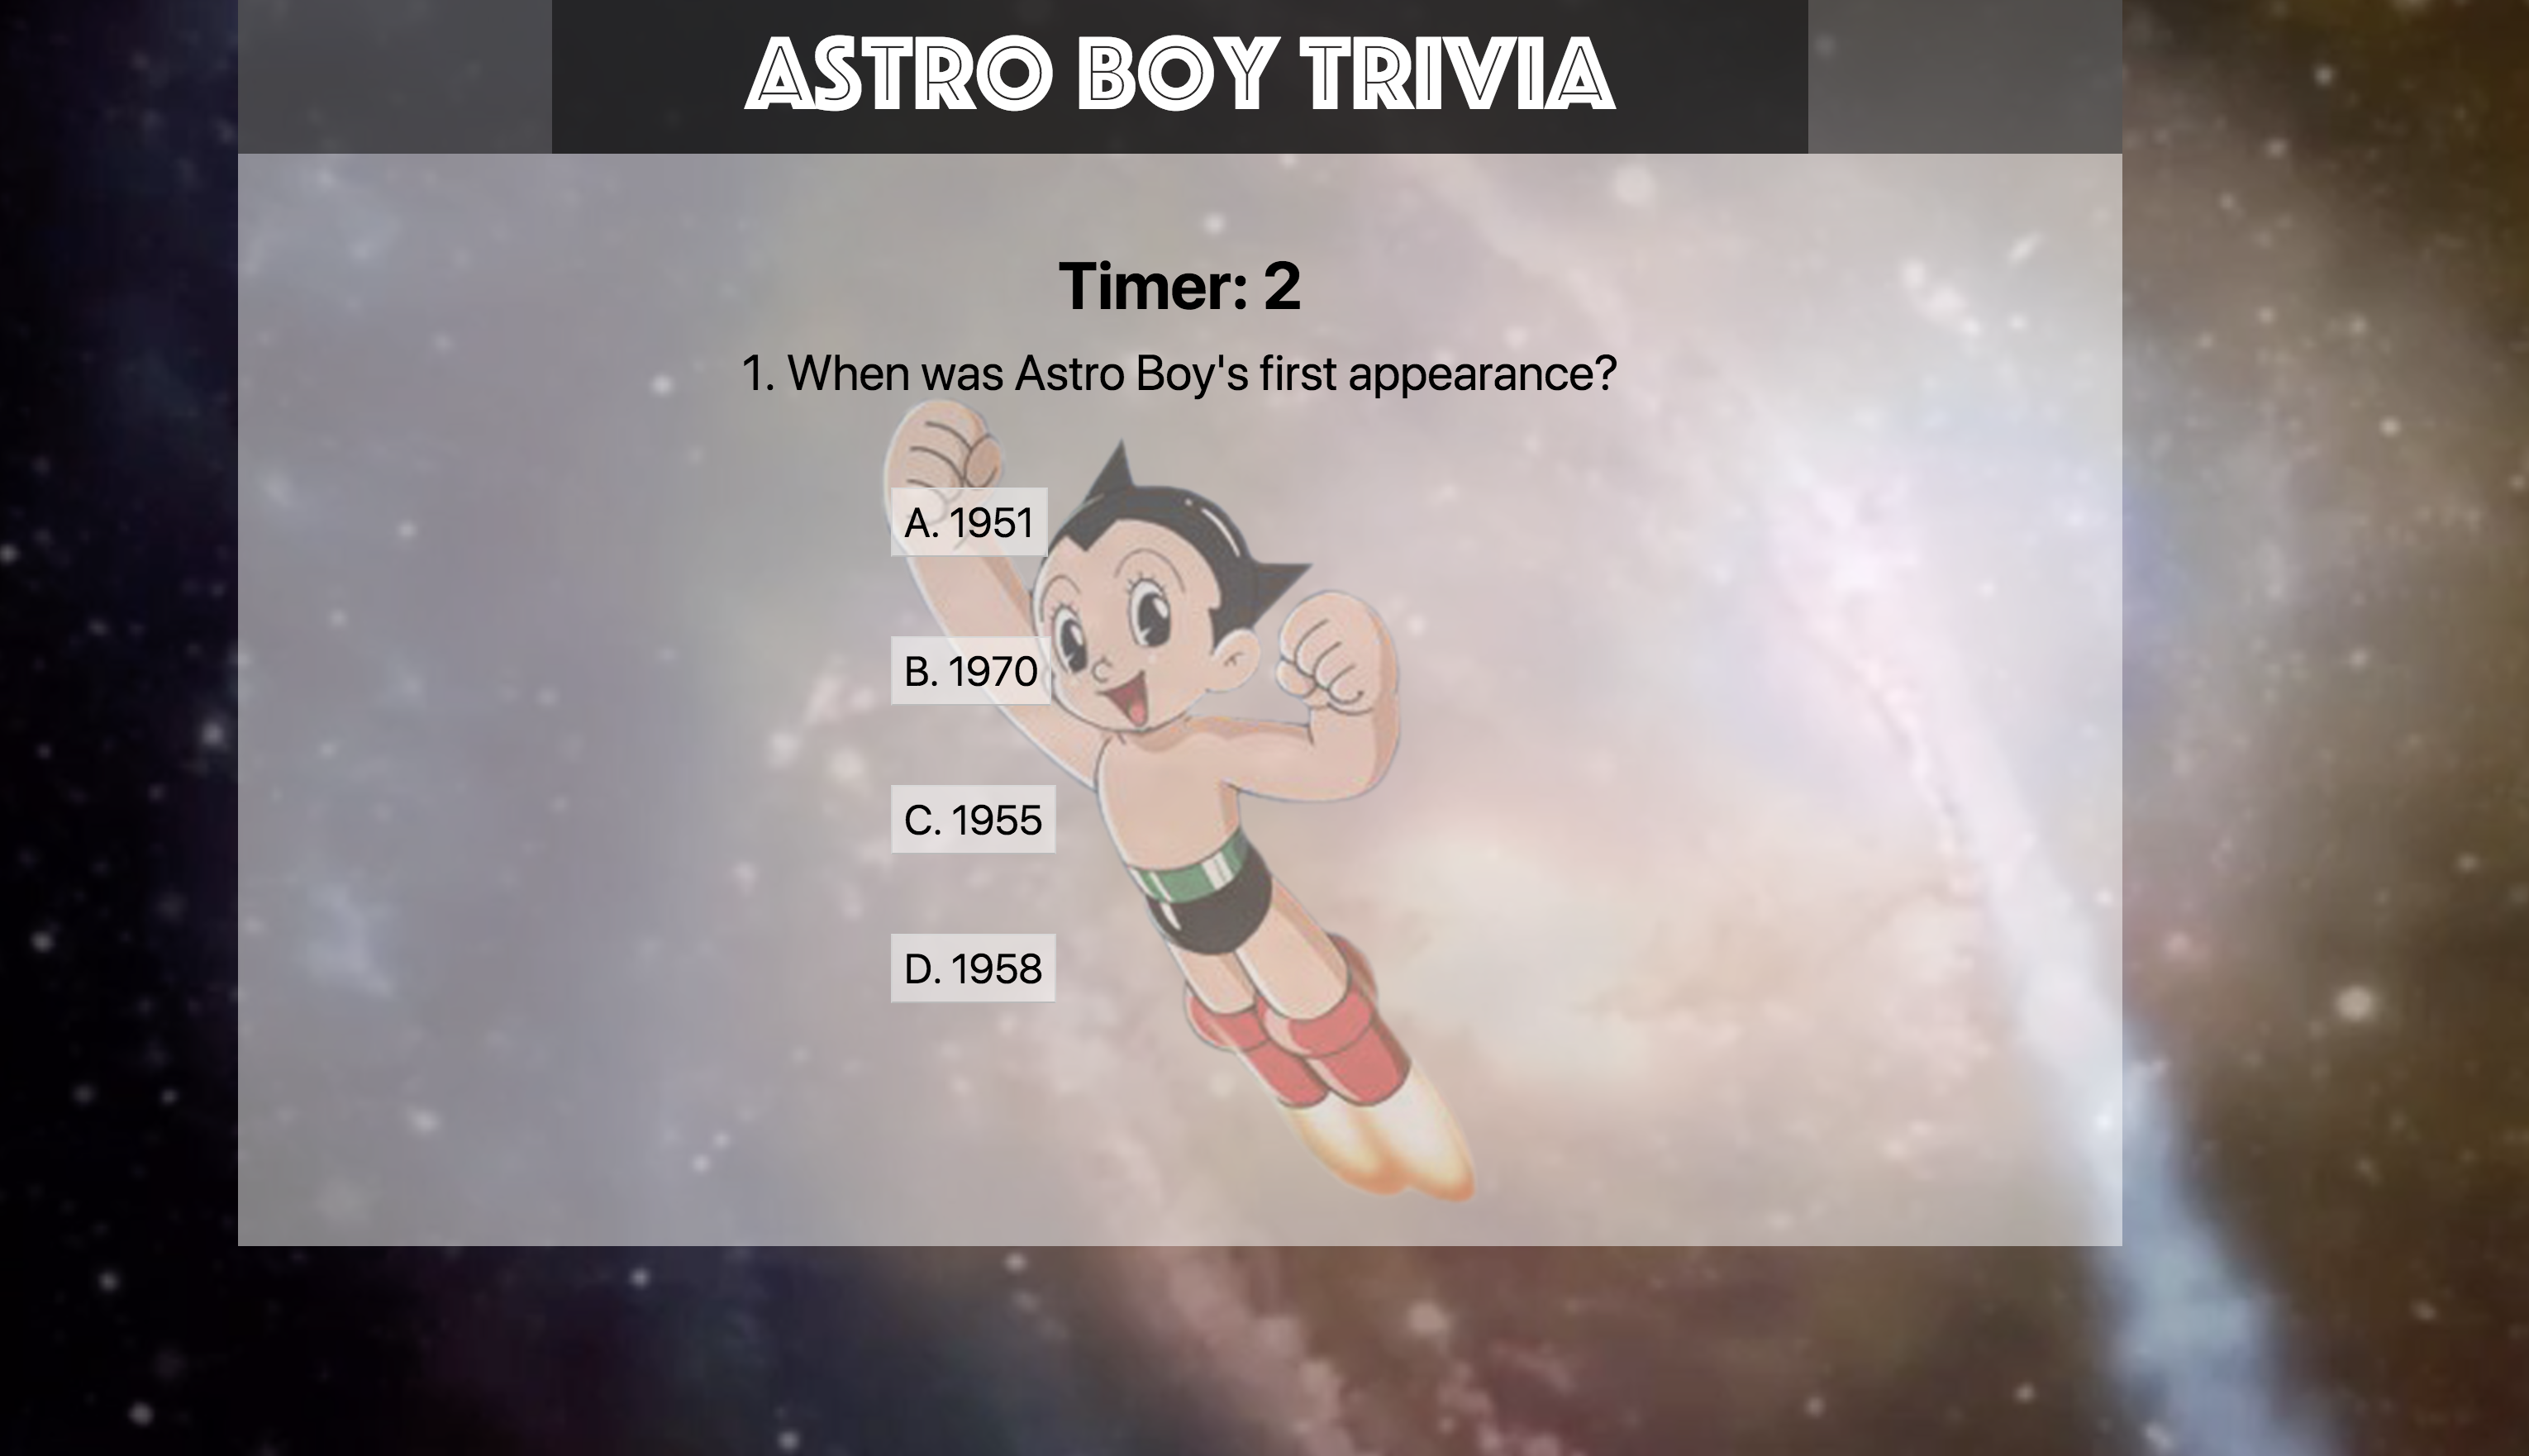 ASTRO BOY TRIVIA
Timer: 2
1. When was Astro Boy's first appearance?
A. 1951
B. 1970
C. 1955
D. 1958